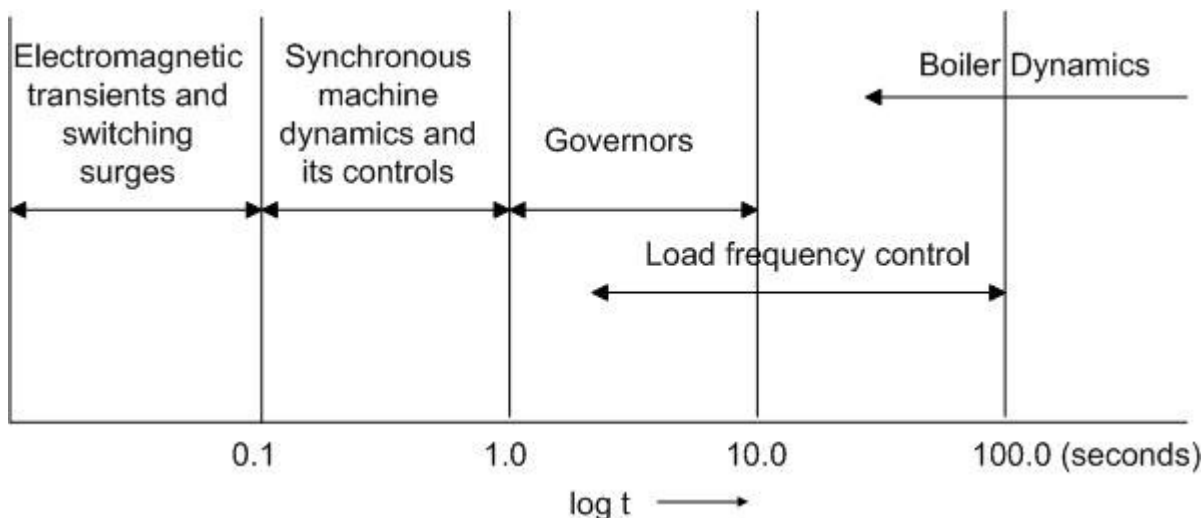 Electromagnetic
transients and
switching
surges
Synchronous
machine
dynamics and
its controls
Governors
Boiler Dynamics
Load frequency control
0.1
1.0
10.0
100.0 (seconds)
log t